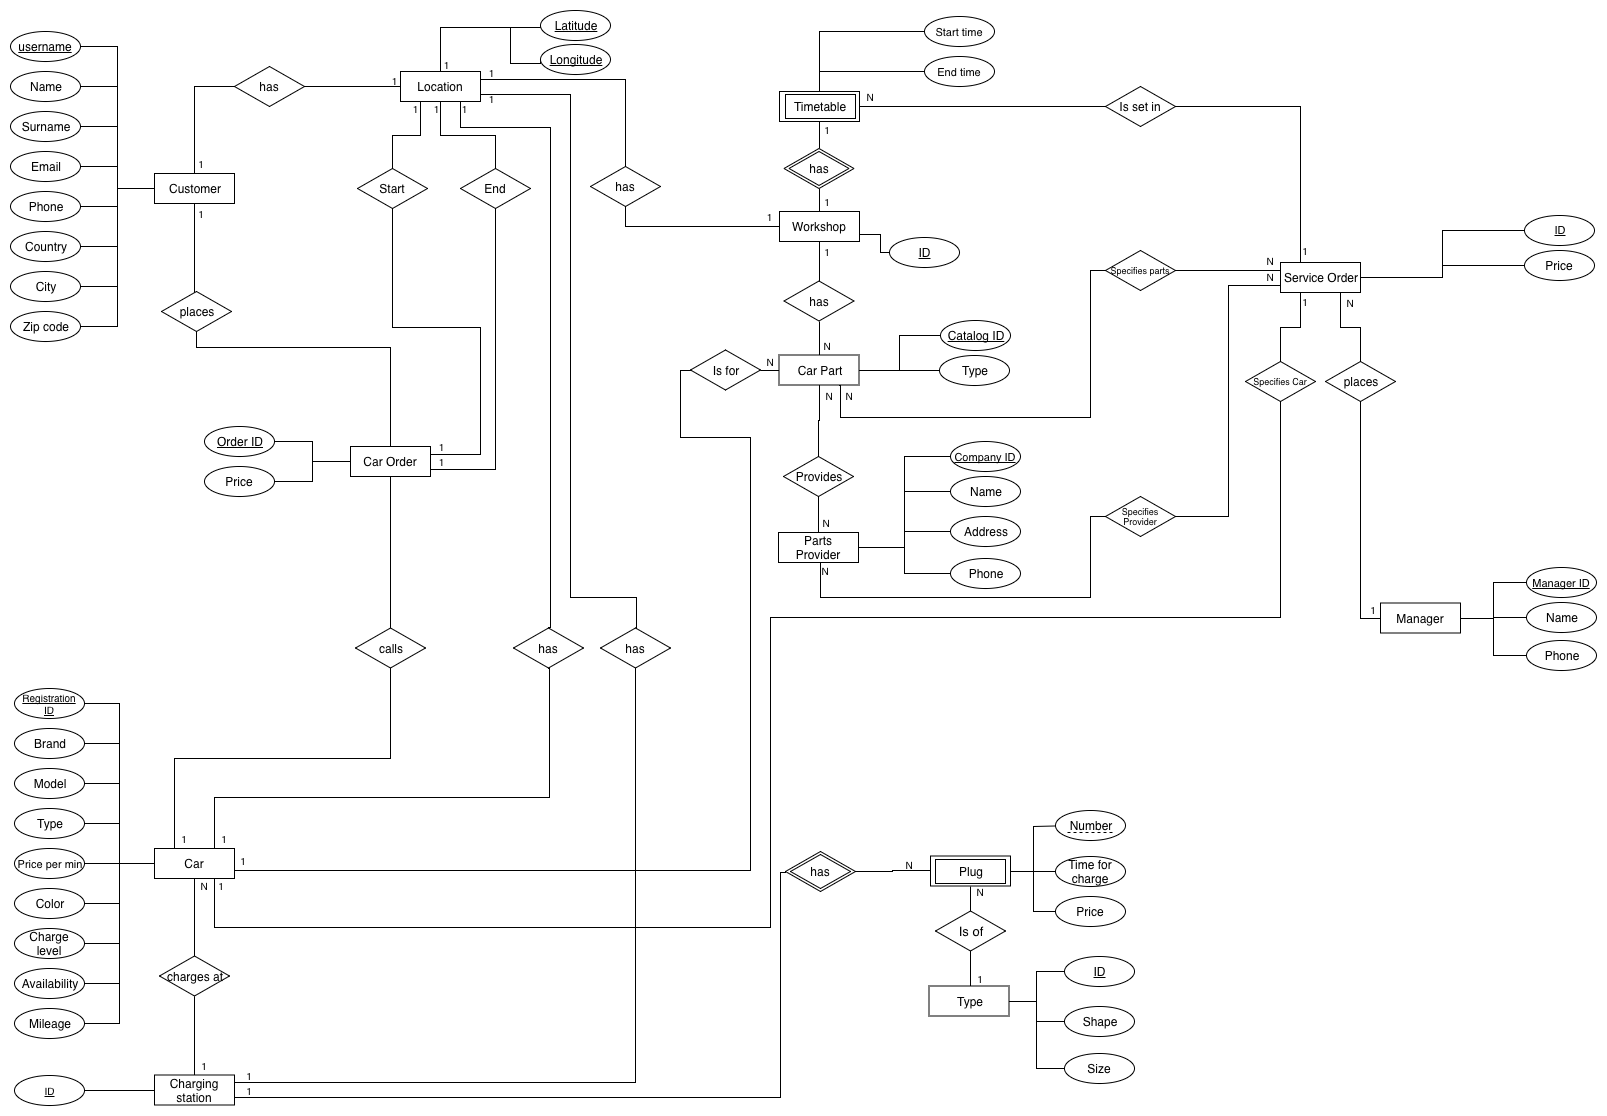 Latitude
Longitude
username
Name
Surname
Email
Phone
Country
City
Zip code
has
1
Location
1
1
1
1
1
1
1
Customer
1
places
Start
End
has
1
Start time
End time
Timetable
N
Is set in
1
has
1
Workshop
1
ID
has
N
Car Part
N
N
N
Is for
Catalog ID
Type
Specifies parts
N
N
1
Service Order
1
N
ID
Price
Specifies Car
places
Order ID
Price
Car Order
1
1
Provides
N
Parts
Provider
N
Company ID
Name
Address
Phone
Specifies
Provider
1
Manager
Manager ID
Name
Phone
calls
has
has
Registration
ID
Brand
Model
Type
Price per min
Color
Charge
level
Availability
Mileage
1
1
Car
1
N
1
charges at
1
Charging
station
1
1
ID
has
N
Plug
N
Number
Time for
charge
Price
Is of
1
Type
ID
Shape
Size